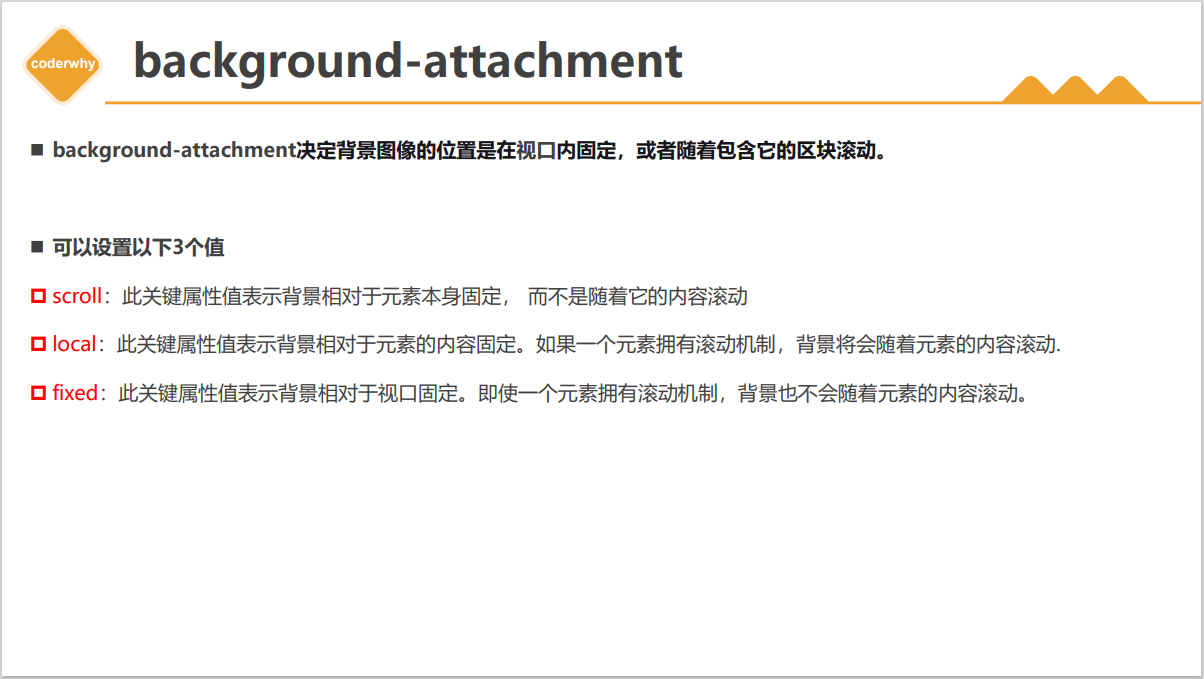 coderwhy
background-attachment
background-attachment决定背景图像的位置是在视口内固定，或者随着包含它的区块滚动。
可以设置以下3个值
scroll：此关键属性值表示背景相对于元素本身固定， 而不是随着它的内容滚动
local：此关键属性值表示背景相对于元素的内容固定。如果一个元素拥有滚动机制，背景将会随着元素的内容滚动.
fixed：此关键属性值表示背景相对于视口固定。即使一个元素拥有滚动机制，背景也不会随着元素的内容滚动。